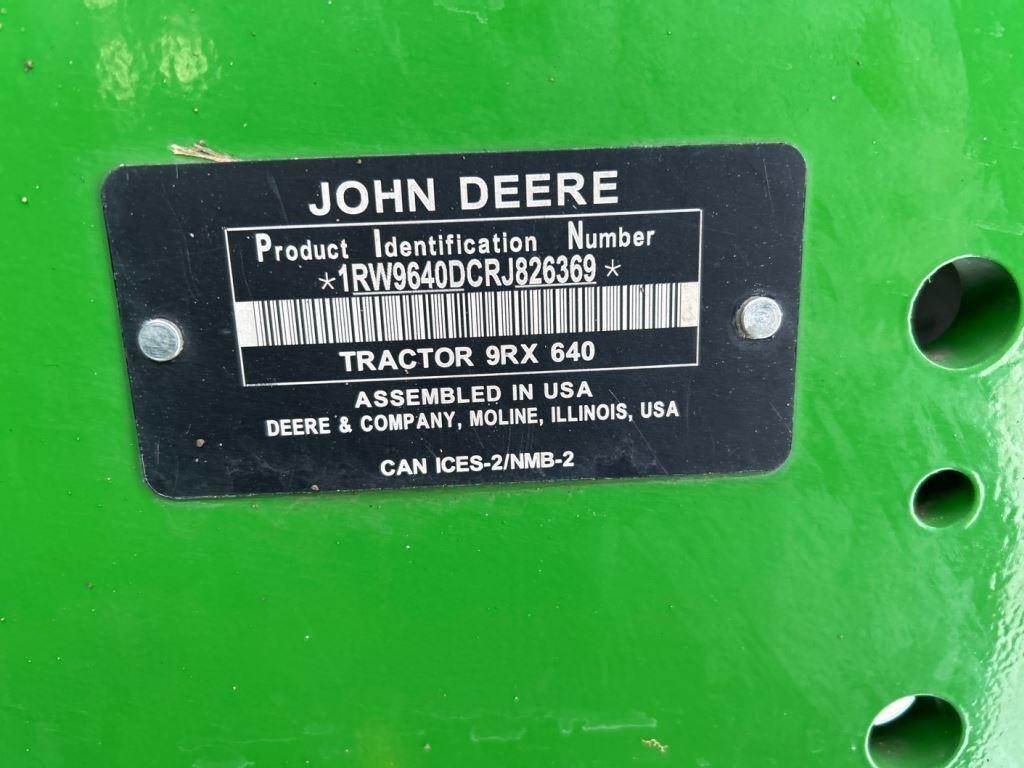 JOHN DEERE
Product Identification Number
*1RW9640DCRJ826369*
TRACTOR 9RX 640
ASSEMBLED IN USA
DEERE & COMPANY, MOLINE, ILLINOIS, USA
CAN ICES-2/NMB-2